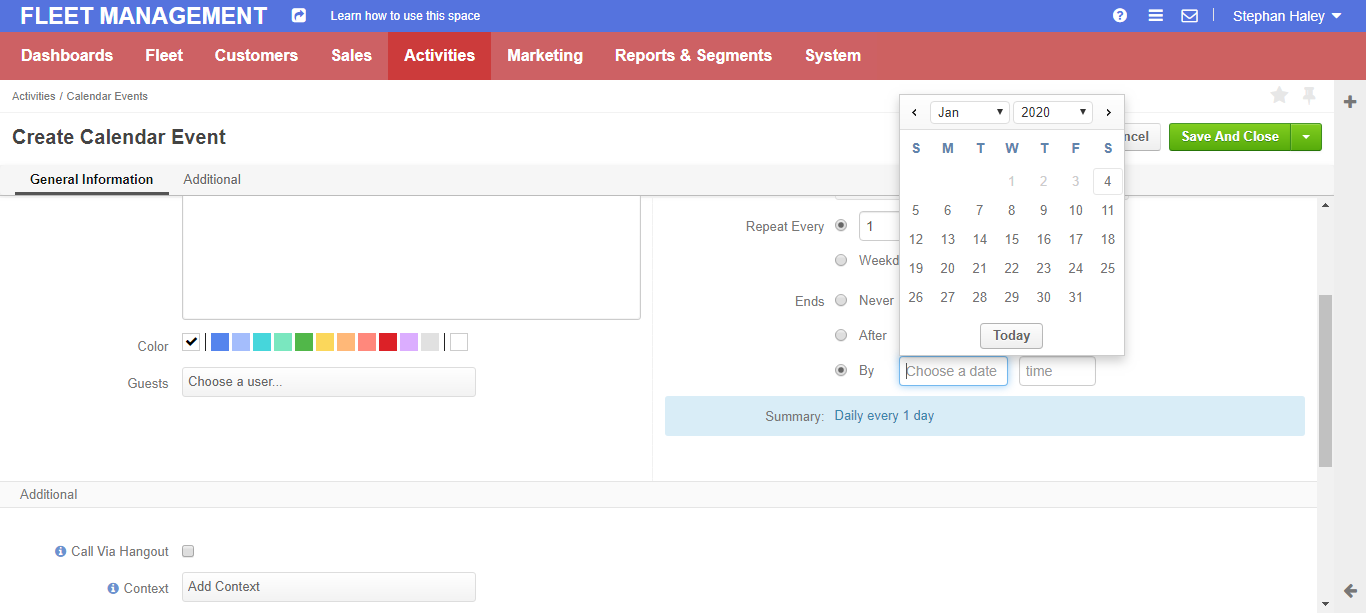 FLEET MANAGEMENT Learn how to use this space Stephan Haley
Dashboards Fleet Customers Sales Activities Marketing Reports & Segments System
Activities / Calendar Events
Create Calendar Event
Save And Close
General Information Additional
Jan 2020
S M T W T F S
1 2 3 4
5 6 7 8 9 10 11
12 13 14 15 16 17 18
19 20 21 22 23 24 25
26 27 28 29 30 31
Today
Repeat Every 1
Ends Never
After
By Choose a date time
Summary: Daily every 1 day
Color
Guests Choose a user...
Additional
Call Via Hangout
Context Add Context